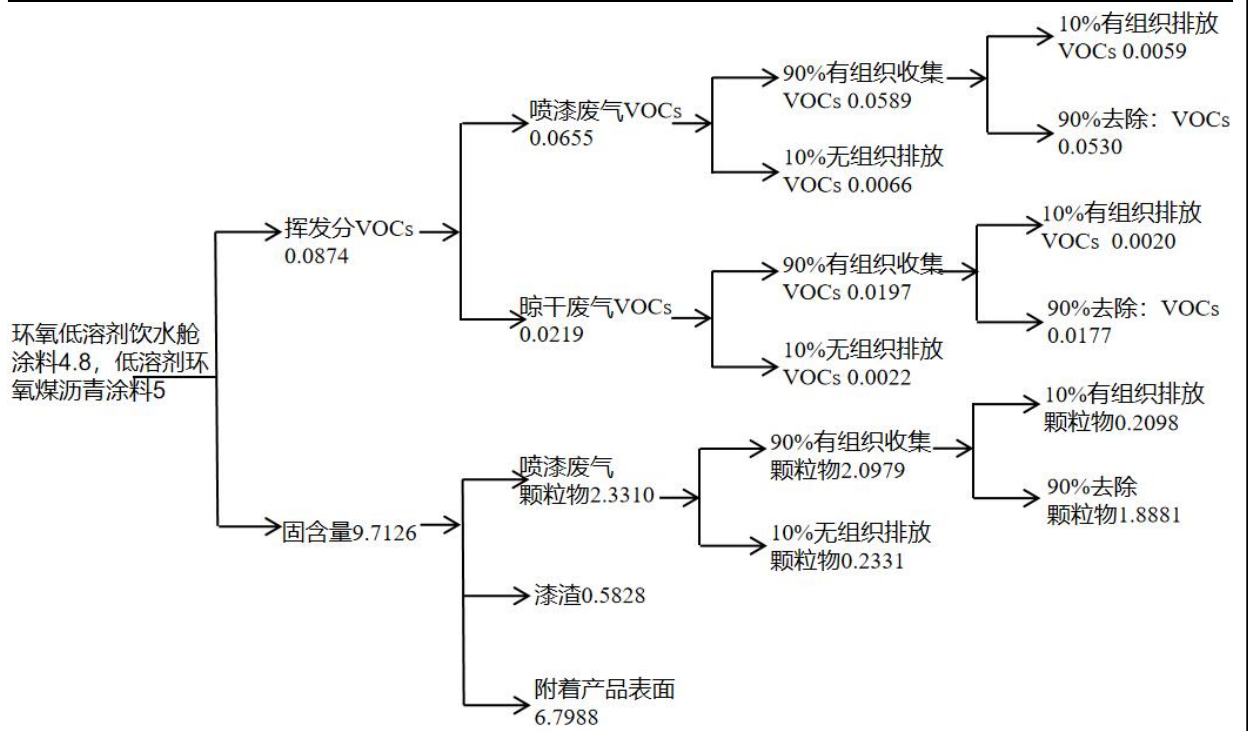 10%有组织排放
VOCs 0.0059
90%有组织收集
VOCs 0.0589
喷漆废气VOCs
0.0655
90%去除：VOCs
0.0530
10%无组织排放
VOCs 0.0066
挥发分VOCs
0.0874
10%有组织排放
VOCs 0.0020
90%有组织收集
VOCs 0.0197
晾干废气VOCs
0.0219
90%去除：VOCs
0.0177
10%无组织排放
VOCs 0.0022
环氧低溶剂饮水舱
涂料4.8，低溶剂环
氧煤沥青涂料5
10%有组织排放
颗粒物0.2098
90%有组织收集
颗粒物2.0979
喷漆废气
颗粒物2.3310
90%去除
颗粒物1.8881
固含量9.7126
10%无组织排放
颗粒物0.2331
漆渣0.5828
附着产品表面
6.7988